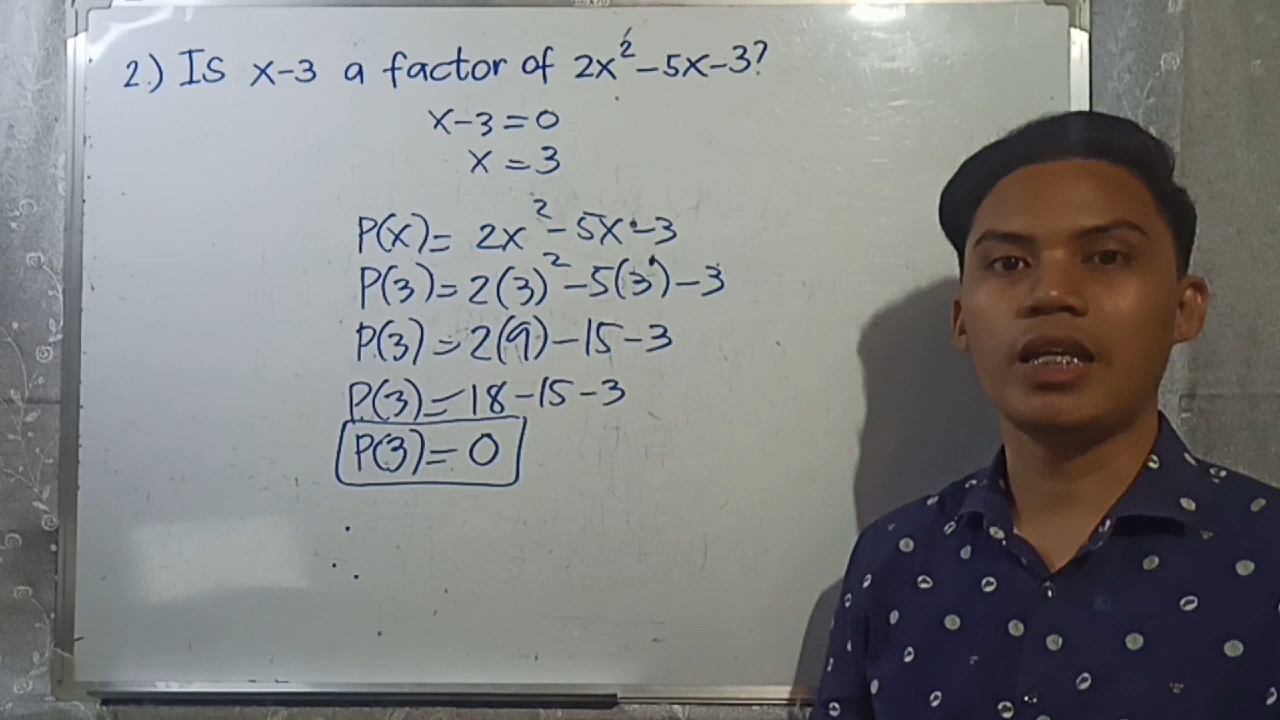 2.) Is x-3 a factor of 2x²-5x-3?
x-3=0
x=3
P(x)= 2x²-5x-3
P(3)=2(3)²-5(3)-3
P(3)=2(9)-15-3
P(3)=18-15-3
P(3)=0
∴